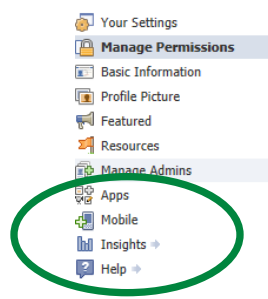 Your Settings
Manage Permissions
Basic Information
Profile Picture
Featured
Resources
Manage Admins
Apps
Mobile
Insights
Help